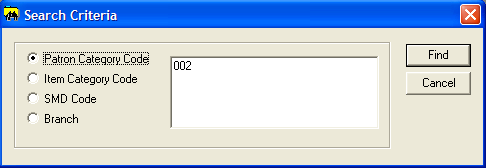 Search Criteria
Patron Category Code
Item Category Code
SMD Code
Branch
002
Find
Cancel